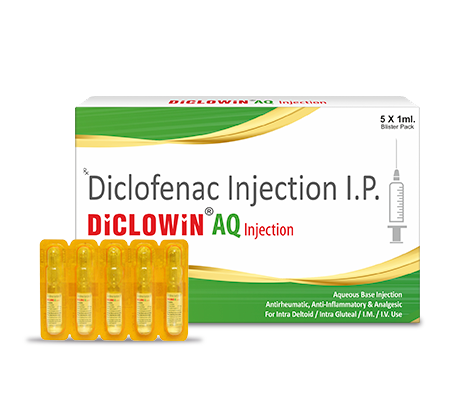 DiCLOWiN AQ Injection
5 X 1ml.
Blister Pack
Rx
Diclofenac Injection I.P.
DiCLOWiN® AQ Injection
Aqueous Base Injection
Antirheumatic, Anti-Inflammatory & Analgesic
For Intra Deltoid / Intra Gluteal / I.M. / I.V. Use